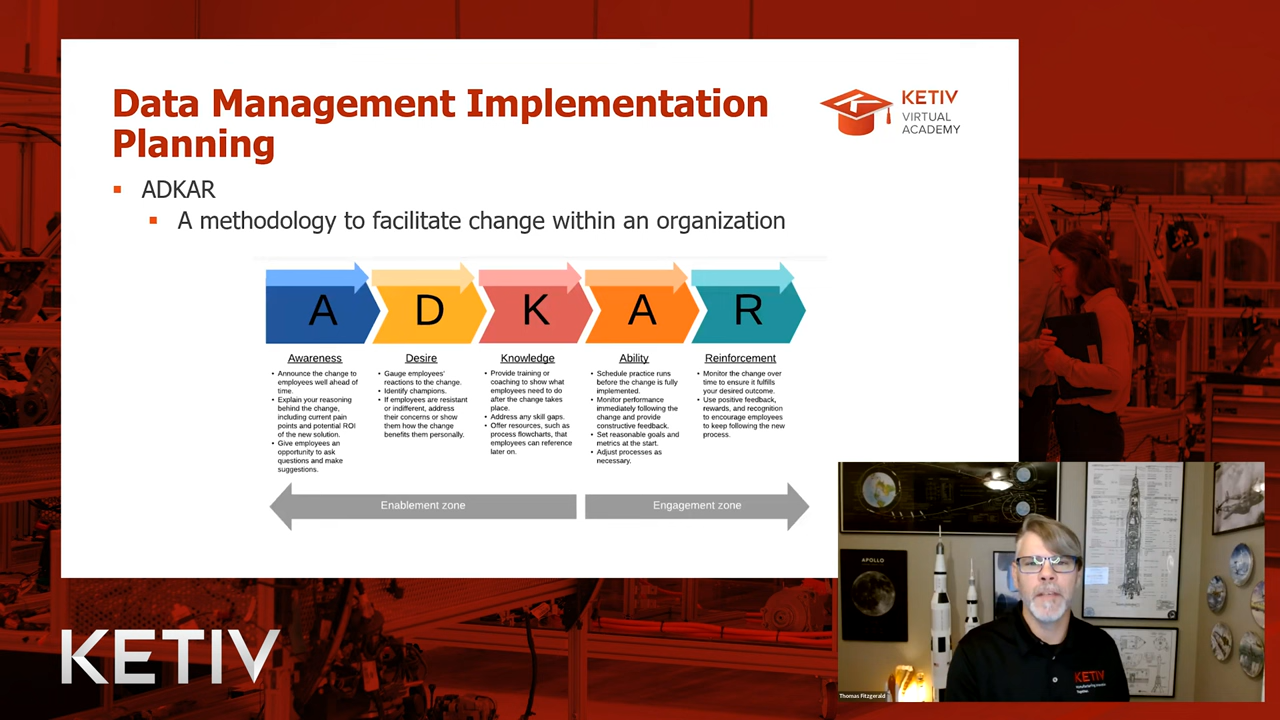 Data Management Implementation
Planning
KETIV
VIRTUAL
ACADEMY
▪ ADKAR
▪ A methodology to facilitate change within an organization
A
D
K
A
R
Awareness
• Announce the change to
employees well ahead of
time.
• Explain your reasoning
behind the change,
including current pain
points and potential ROI
of the new solution.
• Give employees an
opportunity to ask
questions and make
suggestions.
Desire
• Gauge employees'
reactions to the change.
• Identify champions.
• If employees are resistant
or indifferent, address
their concerns or show
them how the change
benefits them personally.
Knowledge
• Provide training or
coaching to show what
employees need to do
after the change takes
place.
• Address any skill gaps.
• Offer resources, such as
process flowcharts, that
employees can reference
later on.
Ability
• Schedule practice runs
before the change is fully
implemented.
• Monitor performance
immediately following the
change and provide
constructive feedback.
• Set reasonable goals and
metrics at the start.
• Adjust processes as
necessary.
Reinforcement
• Monitor the change over
time to ensure it fulfills
your desired outcome.
• Use positive feedback,
rewards, and recognition
to encourage employees
to keep following the new
process.
Enablement zone
Engagement zone
APOLLO
KETIV
Together.
Thomas Fitzgerald
KETIV